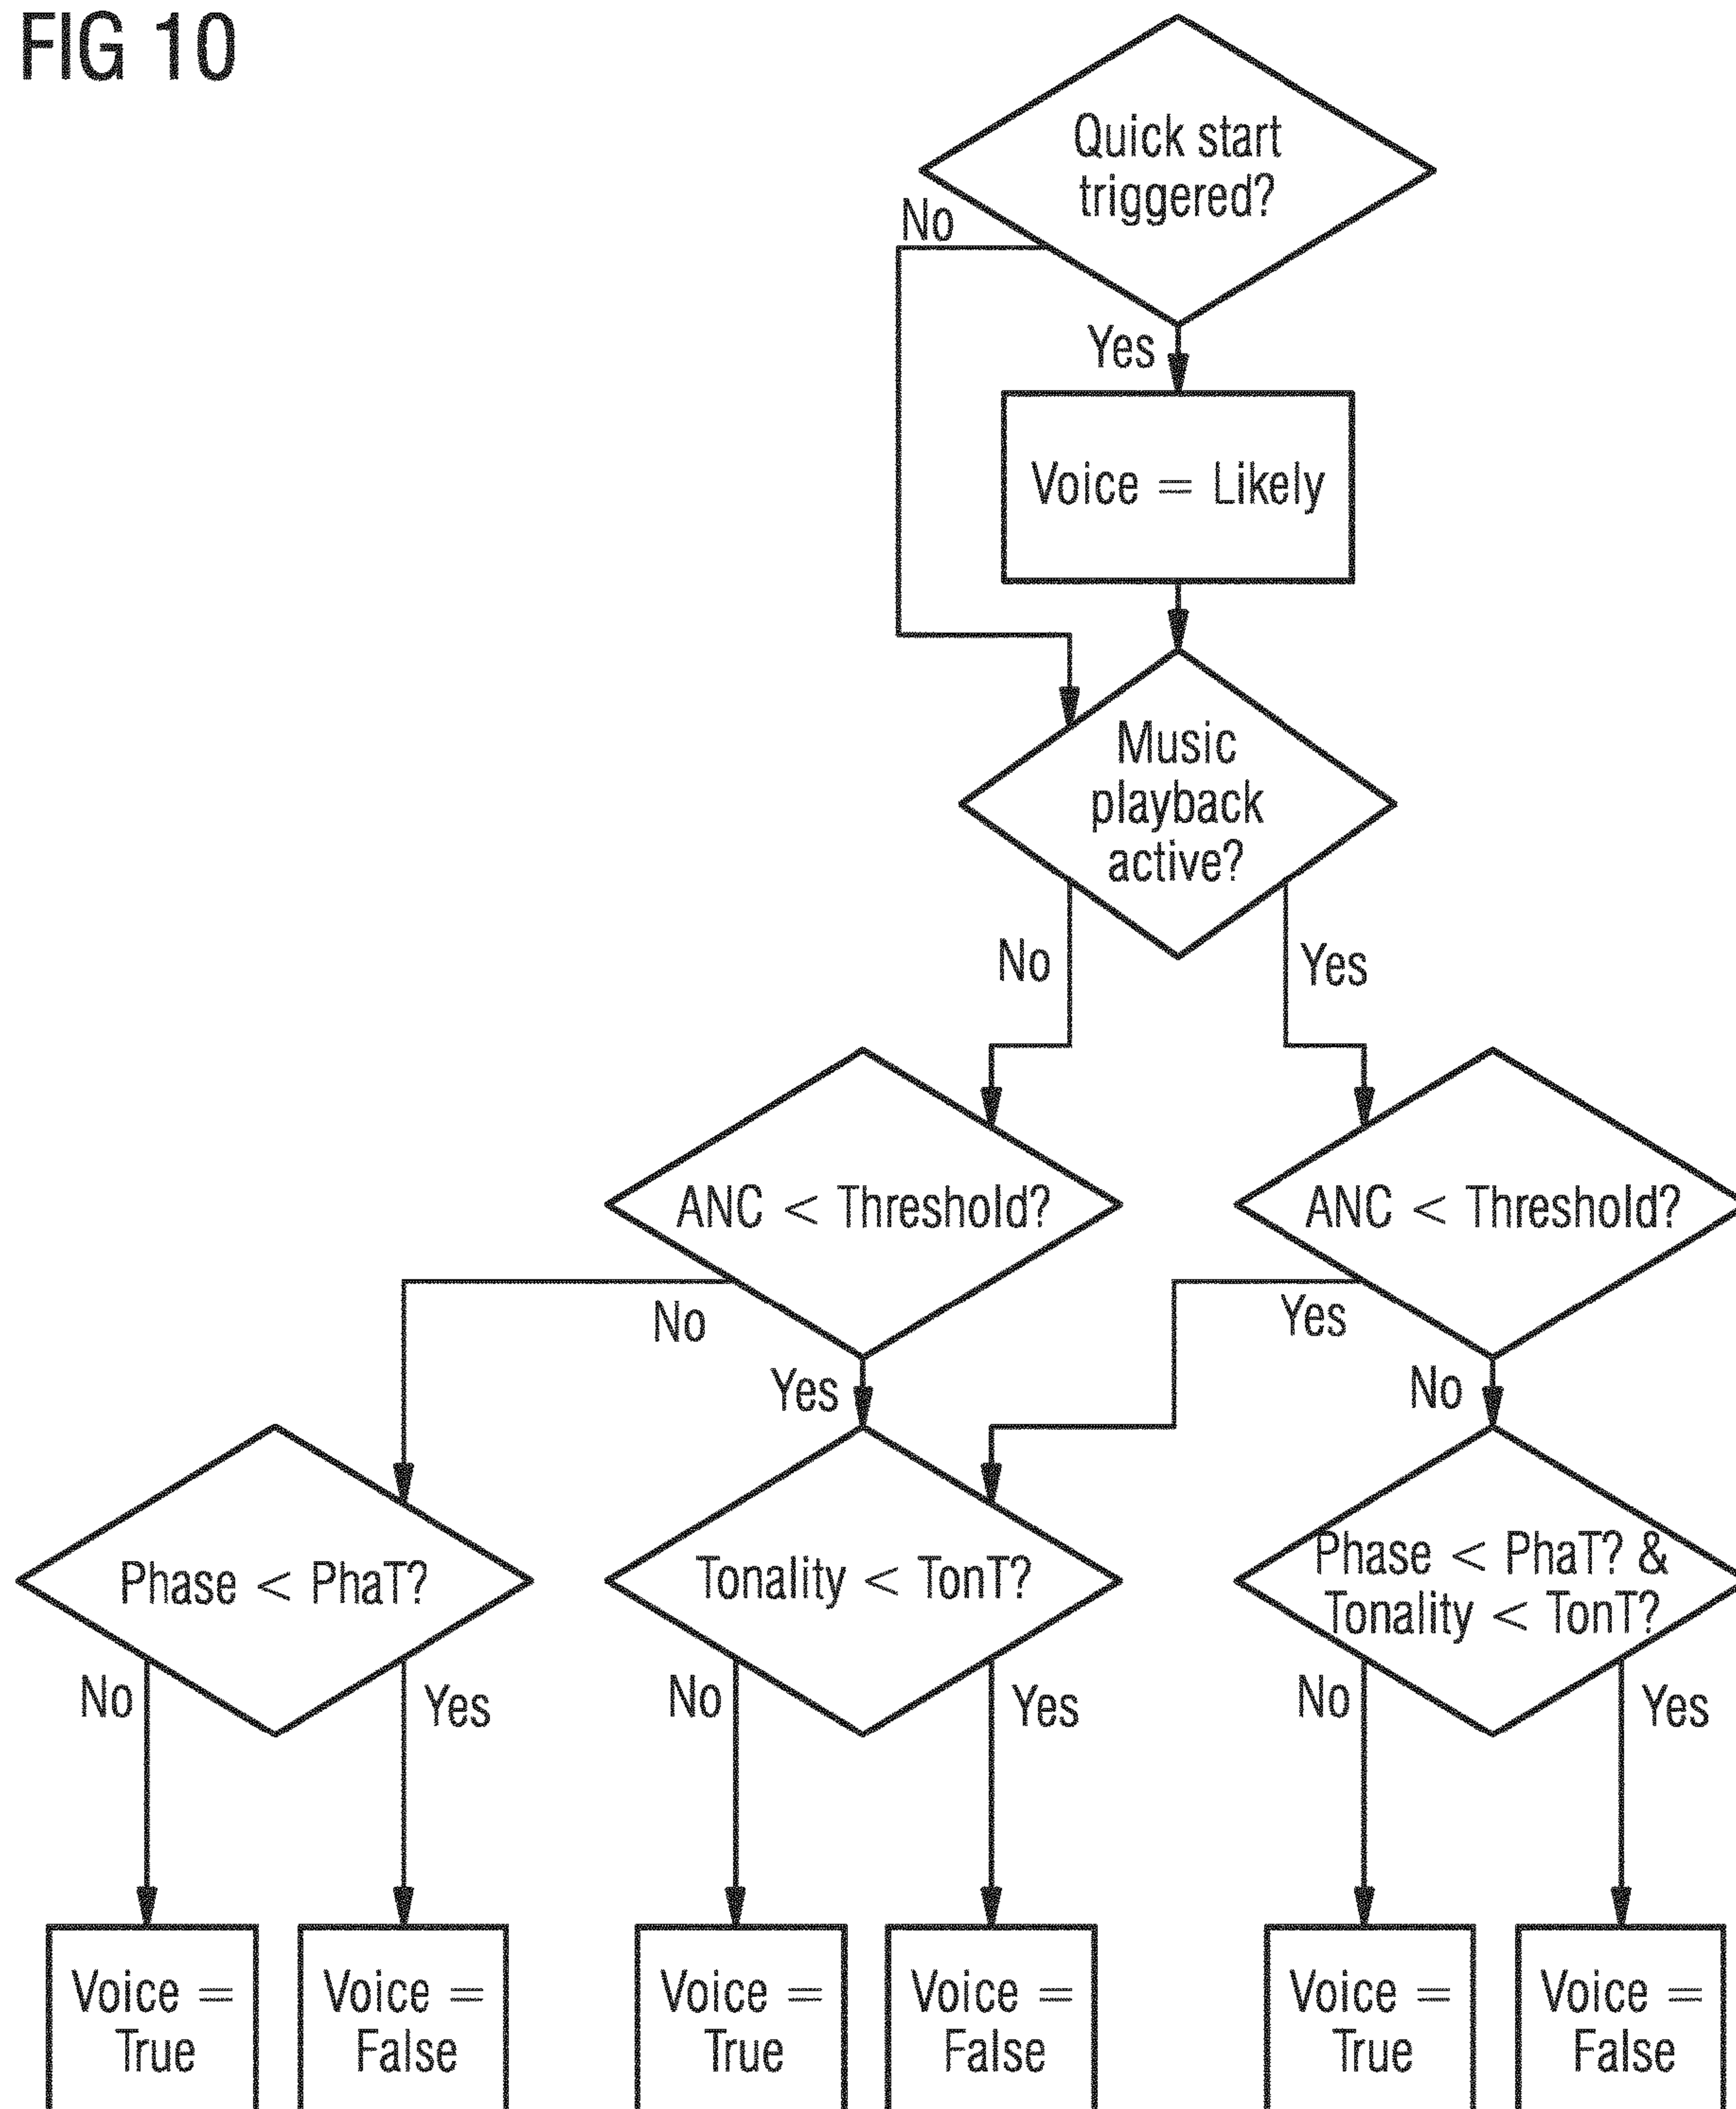 FIG 10
Quick start
triggered?
No
Yes
Voice = Likely
Music
playback
active?
No
Yes
ANC < Threshold?
ANC < Threshold?
No
Yes
Yes
No
Phase < PhaT?
Tonality < TonT?
Phase < PhaT? &
Tonality < TonT?
No
Yes
No
Yes
No
Yes
Voice =
True
Voice =
False
Voice =
True
Voice =
False
Voice =
True
Voice =
False